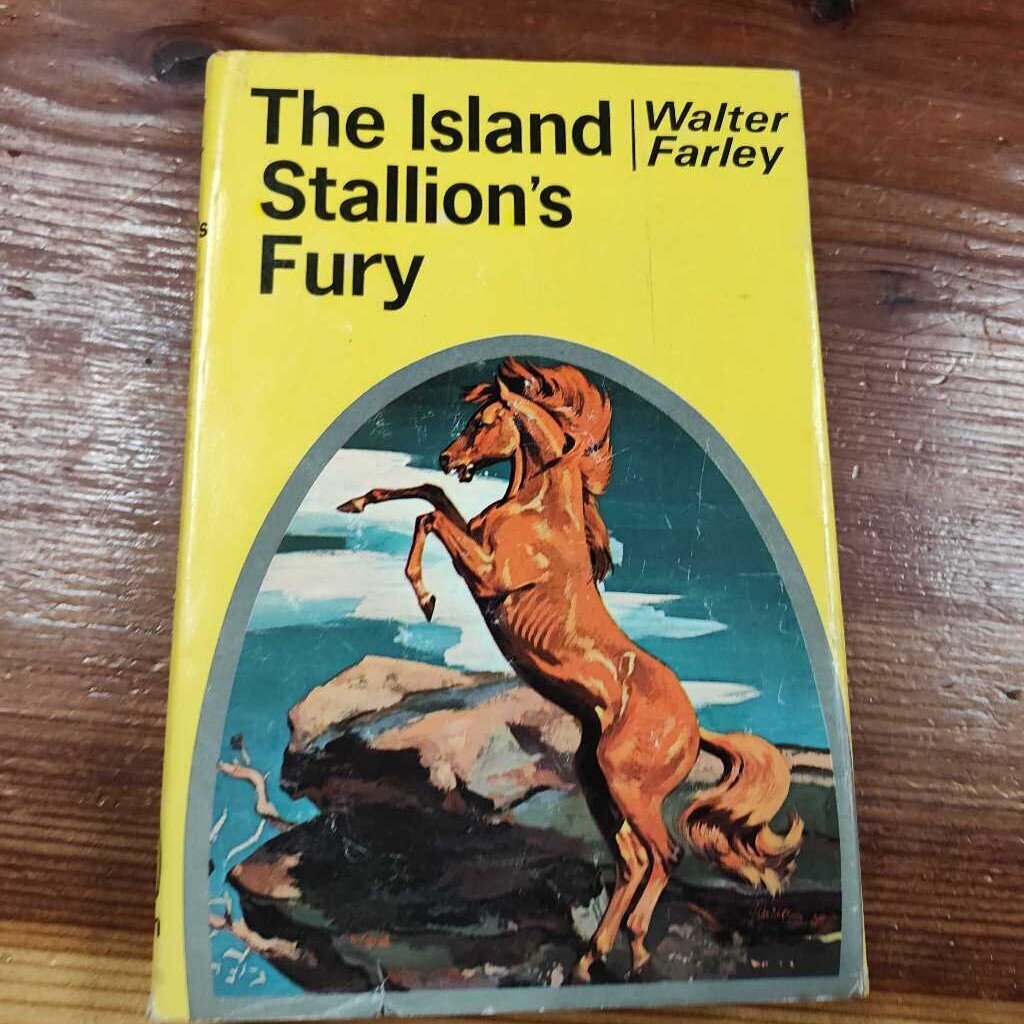 The Island
Stallion's
Fury
Walter
Farley